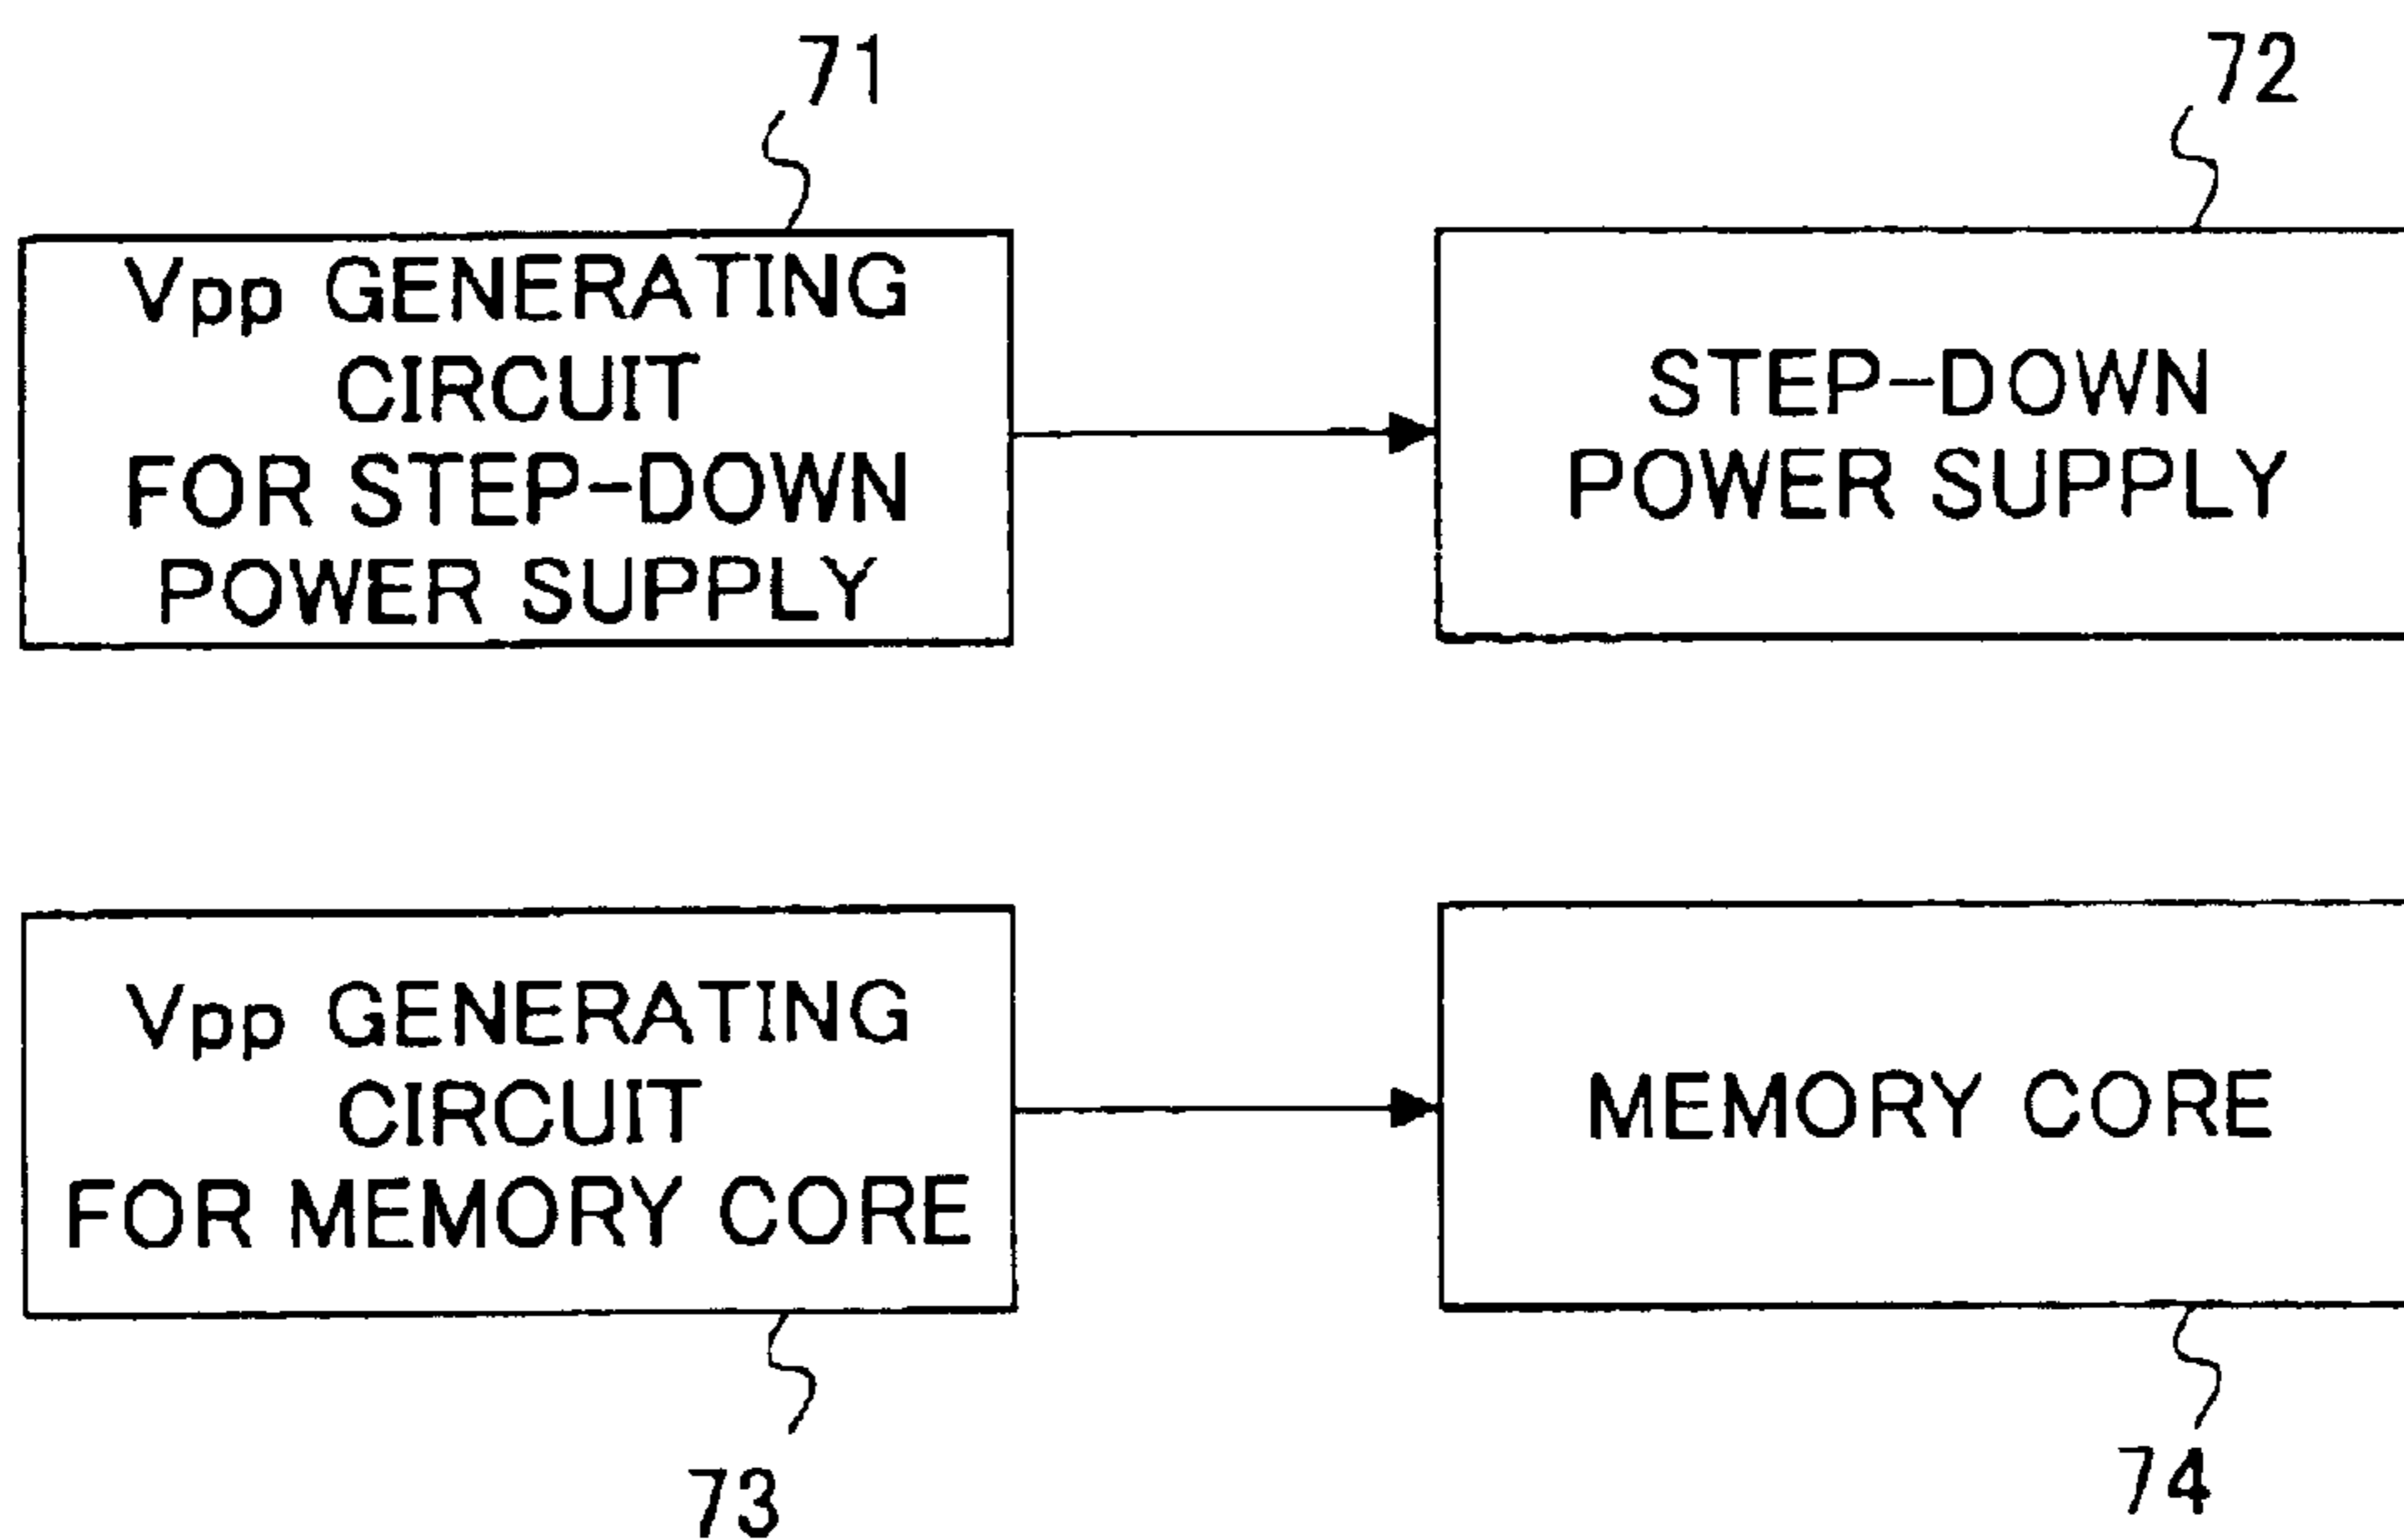 71
72
Vpp GENERATING
CIRCUIT
FOR STEP-DOWN
POWER SUPPLY
STEP-DOWN
POWER SUPPLY
Vpp GENERATING
CIRCUIT
FOR MEMORY CORE
MEMORY CORE
73
74